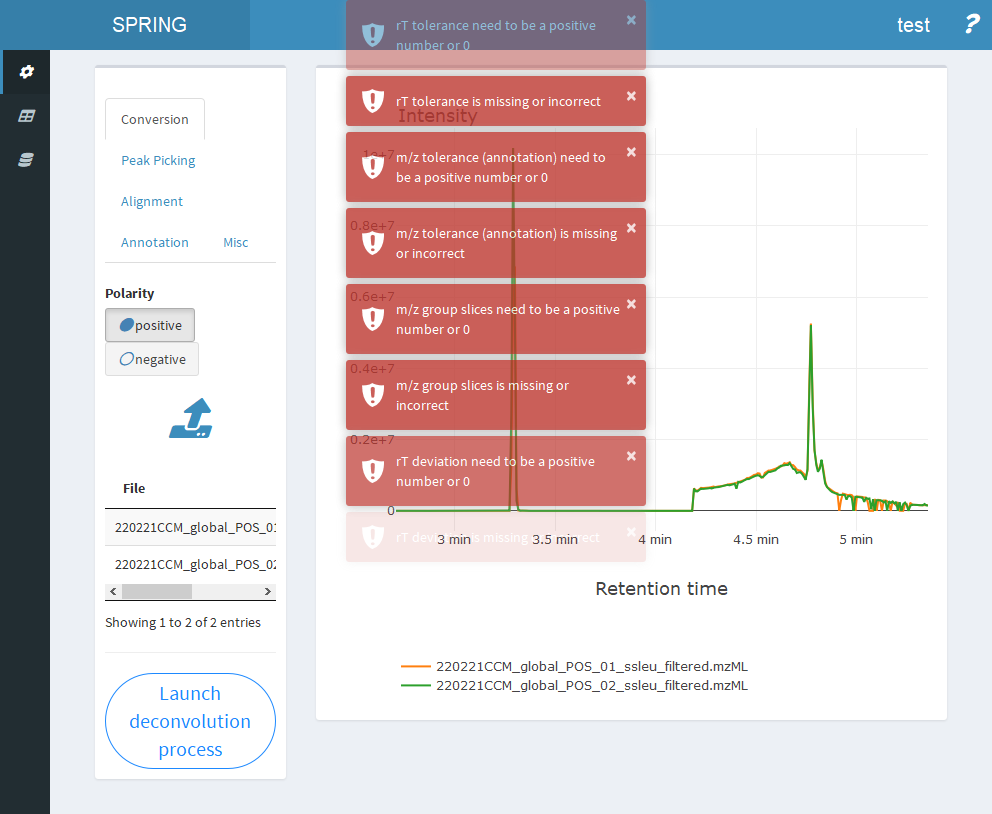 SPRING
test
?
Conversion
Peak Picking
Alignment
Annotation Misc
Polarity
positive
negative
File
220221CCM_global_POS_01
220221CCM_global_POS_02
Showing 1 to 2 of 2 entries
Launch
deconvolution
process
rT tolerance need to be a positive
number or 0
rT tolerance is missing or incorrect
m/z tolerance (annotation) need to
be a positive number or 0
m/z tolerance (annotation) is missing
or incorrect
m/z group slices need to be a positive
number or 0
m/z group slices is missing or
incorrect
rT deviation need to be a positive
number or 0
rT deviation is missing or incorrect
Intensity
1e+7
0.8e+7
0.6e+7
0.4e+7
0.2e+7
0
3 min 3.5 min 4 min 4.5 min 5 min
Retention time
220221CCM_global_POS_01_ssleu_filtered.mzML
220221CCM_global_POS_02_ssleu_filtered.mzML